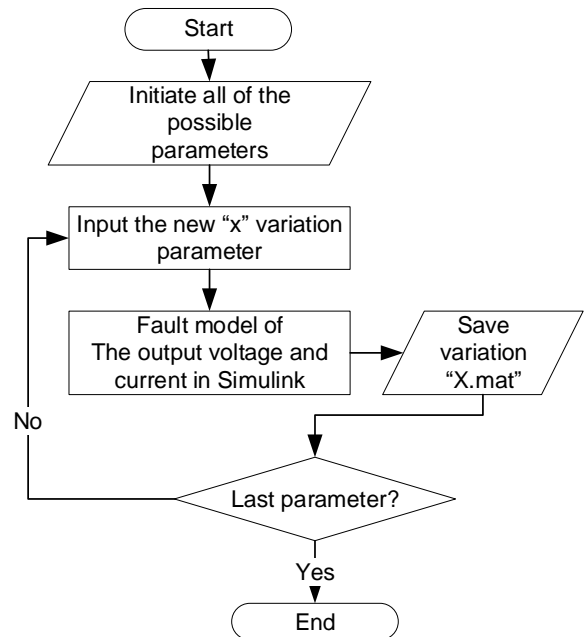 Start
Initiate all of the
possible
parameters
Input the new “x” variation
parameter
Fault model of
The output voltage and
current in Simulink
Save
variation
“X.mat”
No
Last parameter?
Yes
End